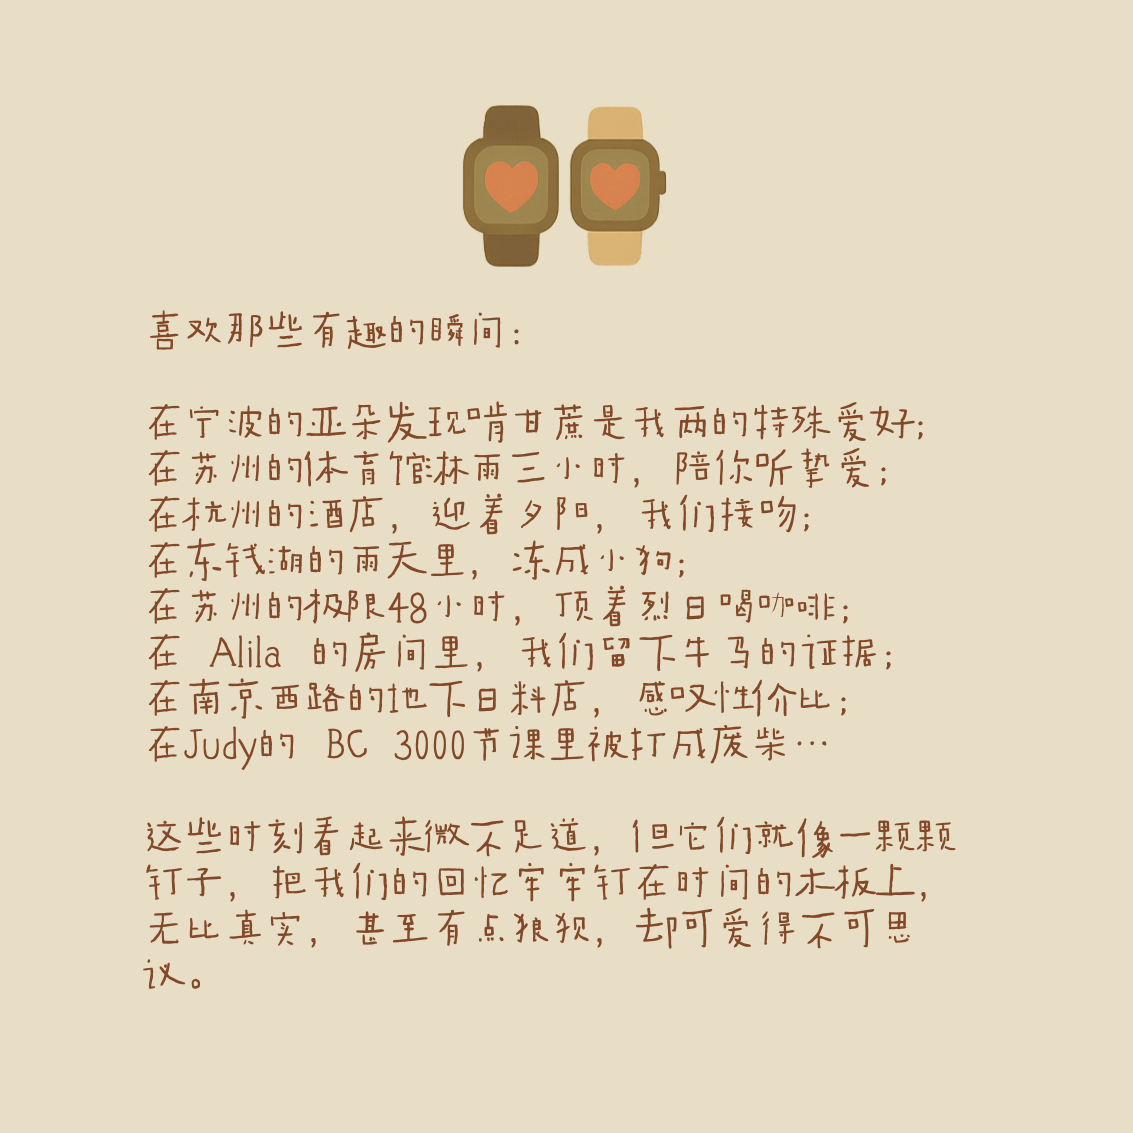 喜欢那些有趣的瞬间：
在宁波的亚朵发现啃甘蔗是我两的特殊爱好；
在苏州的体育馆淋雨三小时，陪你听挚爱；
在杭州的酒店，迎着夕阳，我们接吻；
在东钱湖的雨天里，冻成小狗；
在苏州的极限48小时，顶着烈日喝咖啡；
在 Alila 的房间里，我们留下牛马的证据；
在南京西路的地下日料店，感叹性价比；
在Judy的 BC 3000节课里被打成废柴…
这些时刻看起来微不足道，但它们就像一颗颗
钉子，把我们的回忆牢牢钉在时间的木板上，
无比真实，甚至有点狼狈，却可爱得不可思
议。